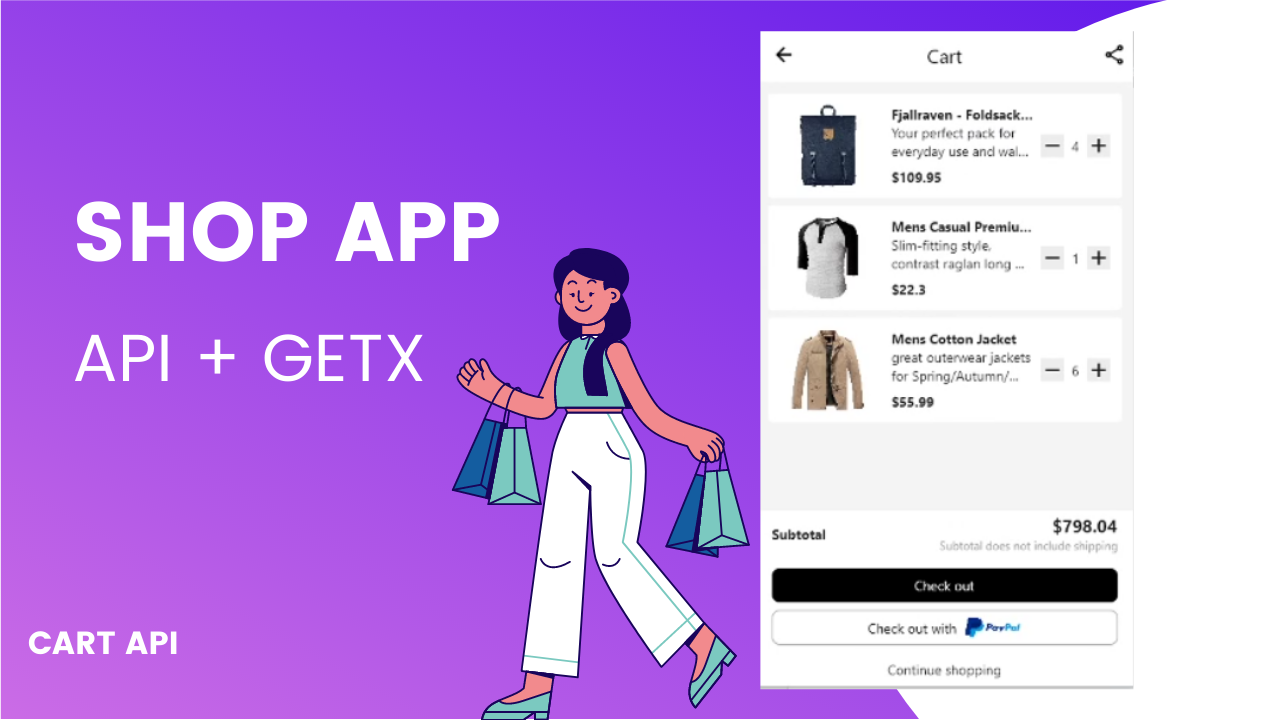 SHOP APP
API + GETX
CART API
Cart
Fjallraven - Foldsack...
Your perfect pack for
everyday use and wal...
$109.95
4
Mens Casual Premiu...
Slim-fitting style,
contrast raglan long ...
$22.3
1
Mens Cotton Jacket
great outerwear jackets
for Spring/Autumn/...
$55.99
6
Subtotal
$798.04
Subtotal does not include shipping
Check out
Check out with PayPal
Continue shopping